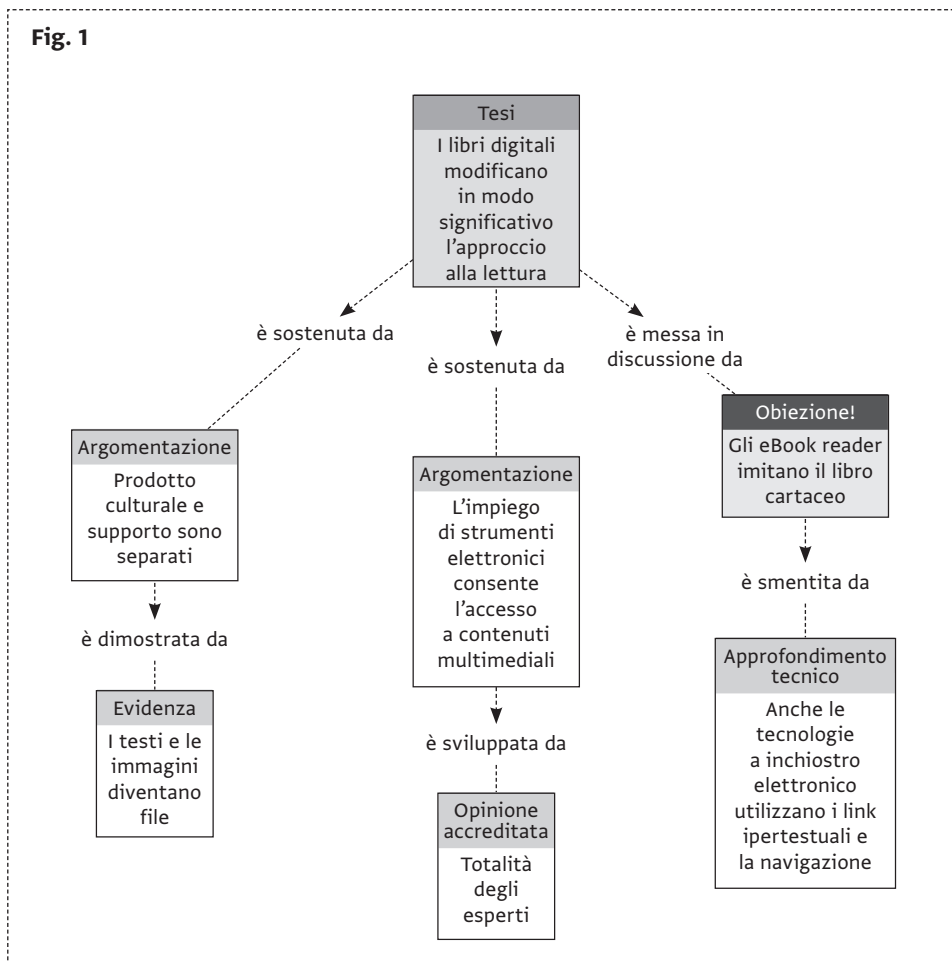 Fig. 1
Tesi
I libri digitali
modificano
in modo
significativo
l'approccio
alla lettura
è sostenuta da
è sostenuta da
è messa in
discussione da
Argomentazione
Prodotto
culturale e
supporto sono
separati
è dimostrata da
Evidenza
I testi e le
immagini
diventano
file
Argomentazione
L'impiego
di strumenti
elettronici
consente
l'accesso
a contenuti
multimediali
è sviluppata da
Opinione
accreditata
Totalità
degli
esperti
Obiezione!
Gli eBook reader
imitano il libro
cartaceo
è smentita da
Approfondimento
tecnico
Anche le
tecnologie
a inchiostro
elettronico
utilizzano i link
ipertestuali e
la navigazione